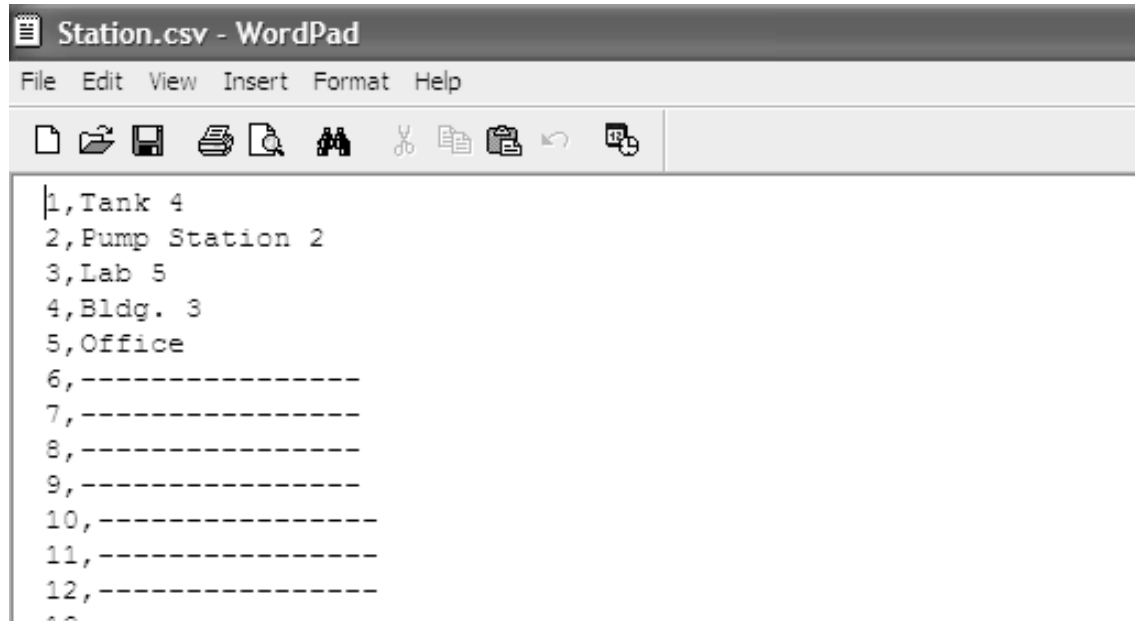 Station.csv - WordPad
File Edit View Insert Format Help
1,Tank 4
2,Pump Station 2
3,Lab 5
4,Bldg. 3
5,Office
6,----------------
7,----------------
8,----------------
9,----------------
10,----------------
11,----------------
12,----------------